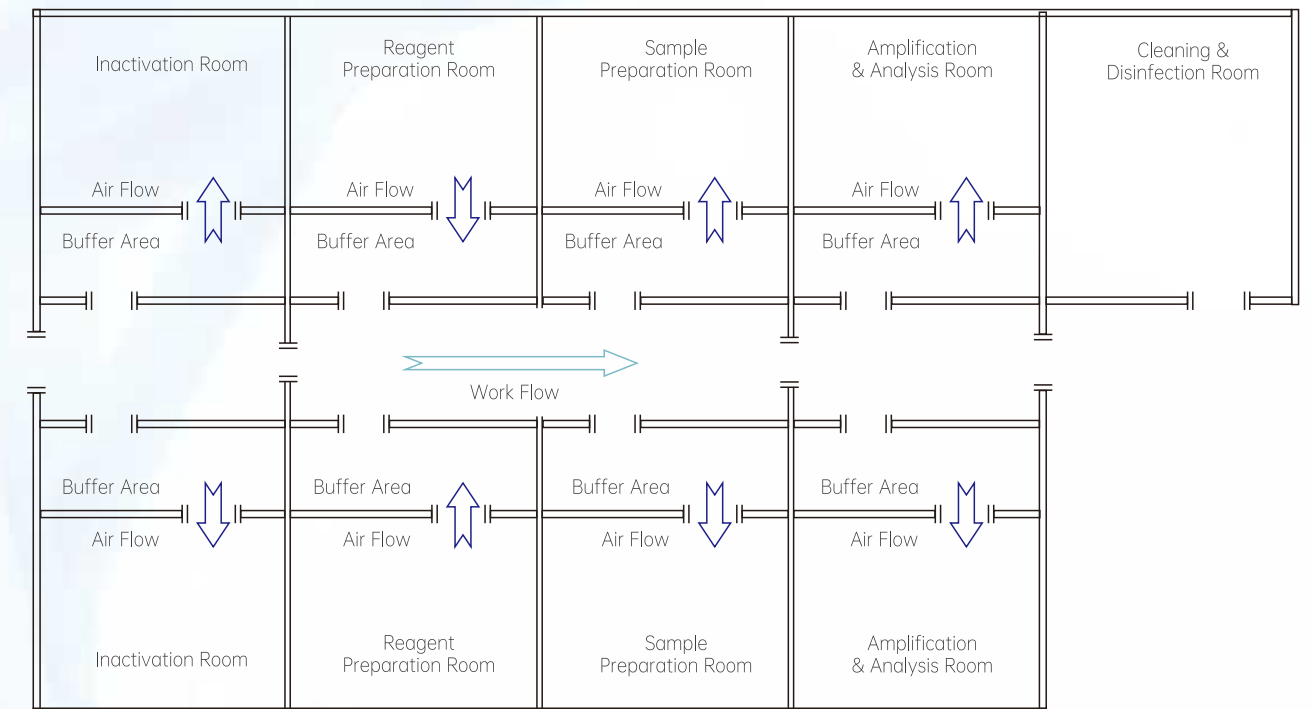 Inactivation Room
Reagent
Preparation Room
Sample
Preparation Room
Amplification
& Analysis Room
Cleaning &
Disinfection Room
Air Flow
Air Flow
Air Flow
Air Flow
Buffer Area
Buffer Area
Buffer Area
Buffer Area
Work Flow
Buffer Area
Buffer Area
Buffer Area
Buffer Area
Air Flow
Air Flow
Air Flow
Air Flow
Inactivation Room
Reagent
Preparation Room
Sample
Preparation Room
Amplification
& Analysis Room